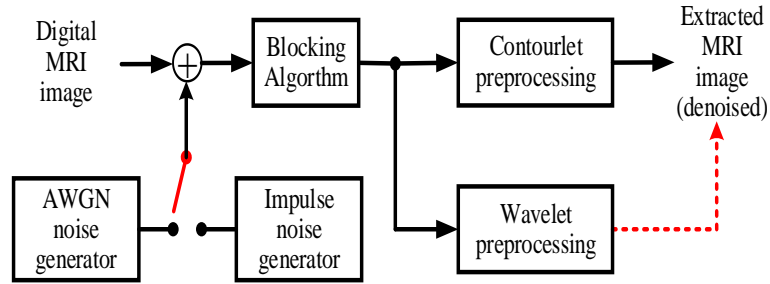 Digital
MRI
image
Blocking
Algorithm
Contourlet
preprocessing
Extracted
MRI
image
(denoised)
AWGN
noise
generator
Impulse
noise
generator
Wavelet
preprocessing